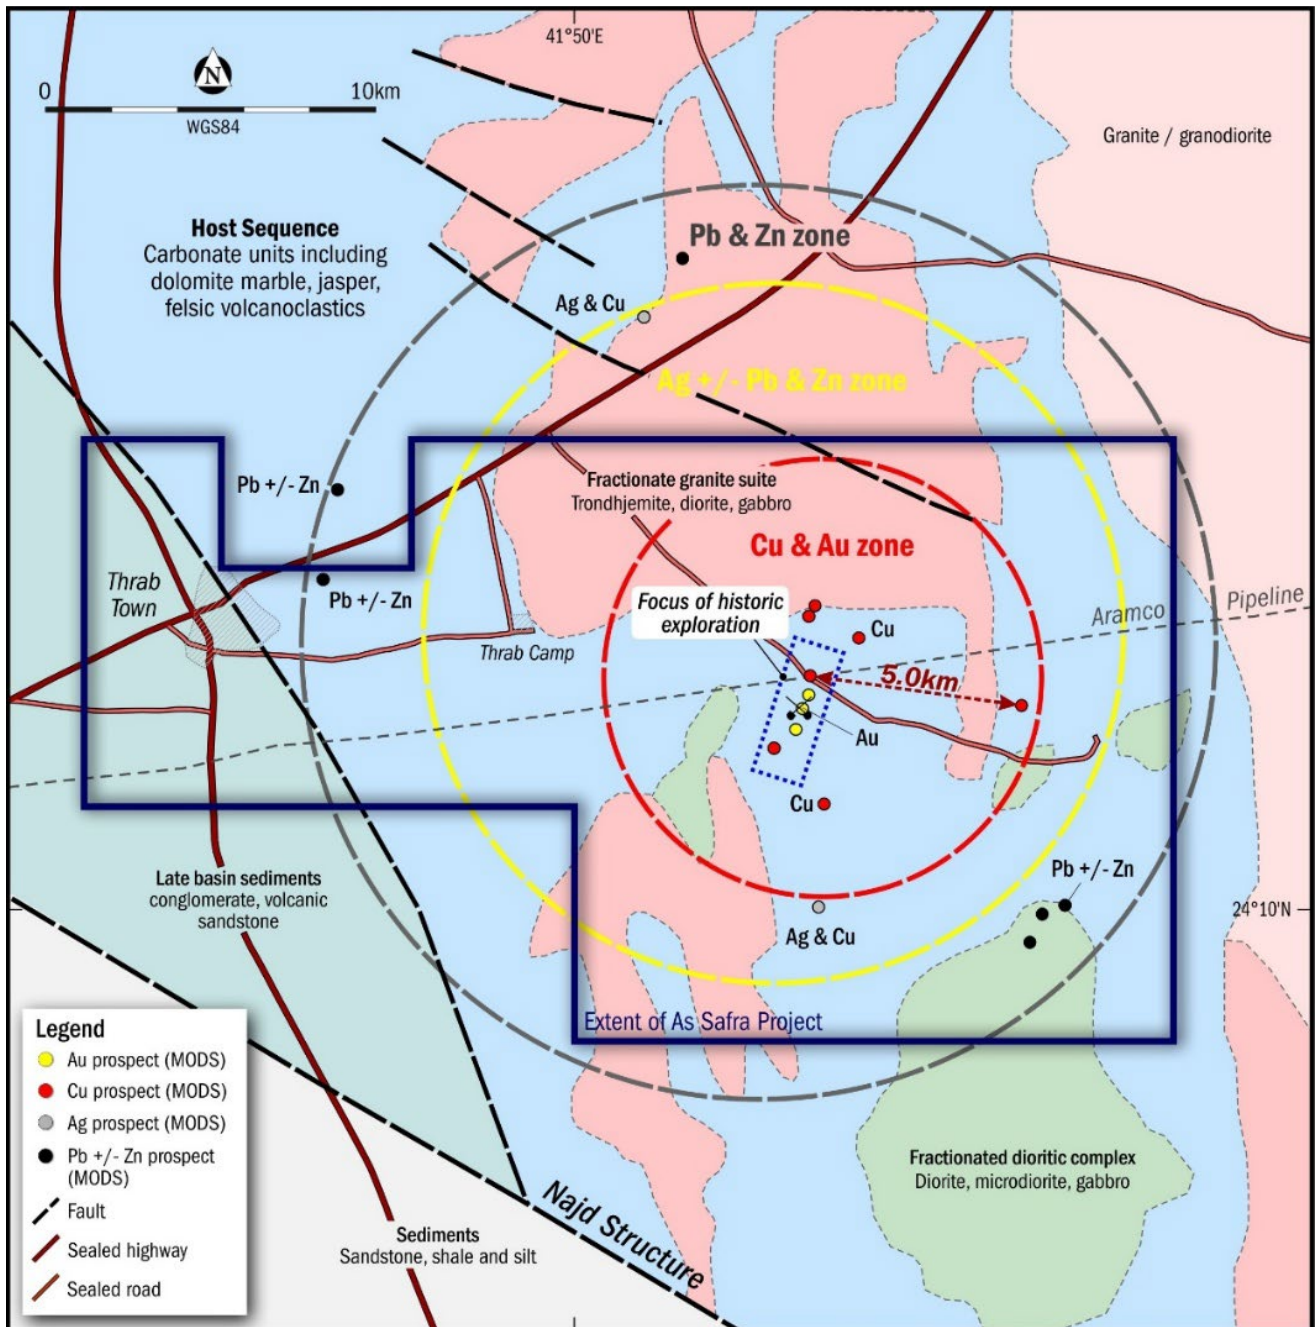 41°50'E
N
0
10km
WGS84
Granite / granodiorite
Host Sequence
Carbonate units including
dolomite marble, jasper,
felsic volcanoclastics
Pb & Zn zone
Ag & Cu
Ag +/- Pb & Zn zone
Pb +/- Zn
Fractionate granite suite
Trondhjemite, diorite, gabbro
Cu & Au zone
Thrab
Town
Pb +/- Zn
Focus of historic
exploration
Cu
Aramco
Pipeline
Thrab Camp
5.0km
Au
Cu
Late basin sediments
conglomerate, volcanic
sandstone
Pb +/- Zn
24°10'N
Ag & Cu
Extent of As Safra Project
Legend
Au prospect (MODS)
Cu prospect (MODS)
Ag prospect (MODS)
Pb +/- Zn prospect
(MODS)
Fault
Sealed highway
Sealed road
Najd Structure
Sediments
Sandstone, shale and silt
Fractionated dioritic complex
Diorite, microdiorite, gabbro